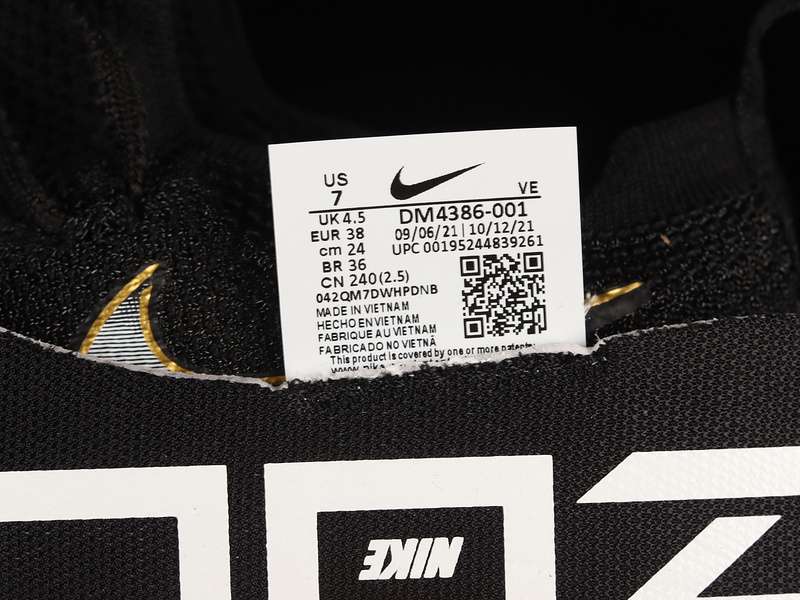 US
7
VE
UK 4.5
EUR 38
cm 24
BR 36
CN 240(2.5)
DM4386-001
09/06/21 | 10/12/21
UPC 00195244839261
042QM7DWHPDNB
MADE IN VIETNAM
HECHO EN VIETNAM
FABRIQUE AU VIETNAM
FABRICADO NO VIETNÃ
This product is covered by one or more patents.
NIKE